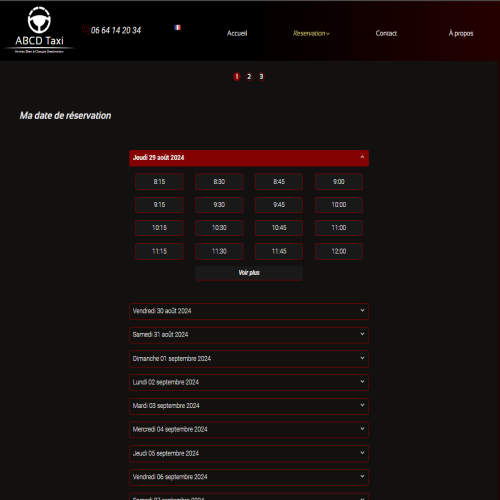 ABCD Taxi
Arrivez Bien à Chaque Destination
06 64 14 20 34
Accueil
Reservation
Contact
À propos
1 2 3
Ma date de réservation
Jeudi 29 août 2024
8:15 8:30 8:45 9:00
9:15 9:30 9:45 10:00
10:15 10:30 10:45 11:00
11:15 11:30 11:45 12:00
Voir plus
Vendredi 30 août 2024
Samedi 31 août 2024
Dimanche 01 septembre 2024
Lundi 02 septembre 2024
Mardi 03 septembre 2024
Mercredi 04 septembre 2024
Jeudi 05 septembre 2024
Vendredi 06 septembre 2024
Samedi 07 septembre 2024